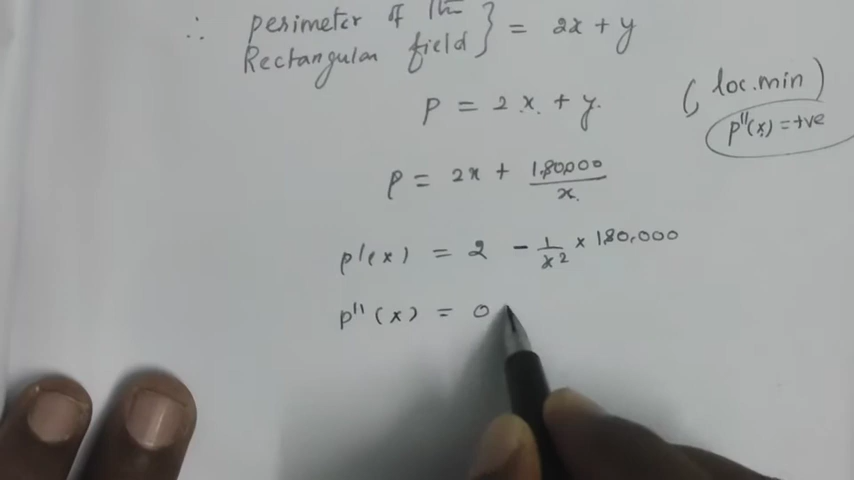 ∴ perimeter of the } = 2x + y
Rectangular field
(loc.min)
p''(x) = +ve
P = 2x + y.
P = 2x + 1,80,000/x
p'(x) = 2 - 1/x² × 180,000
p''(x) = 0